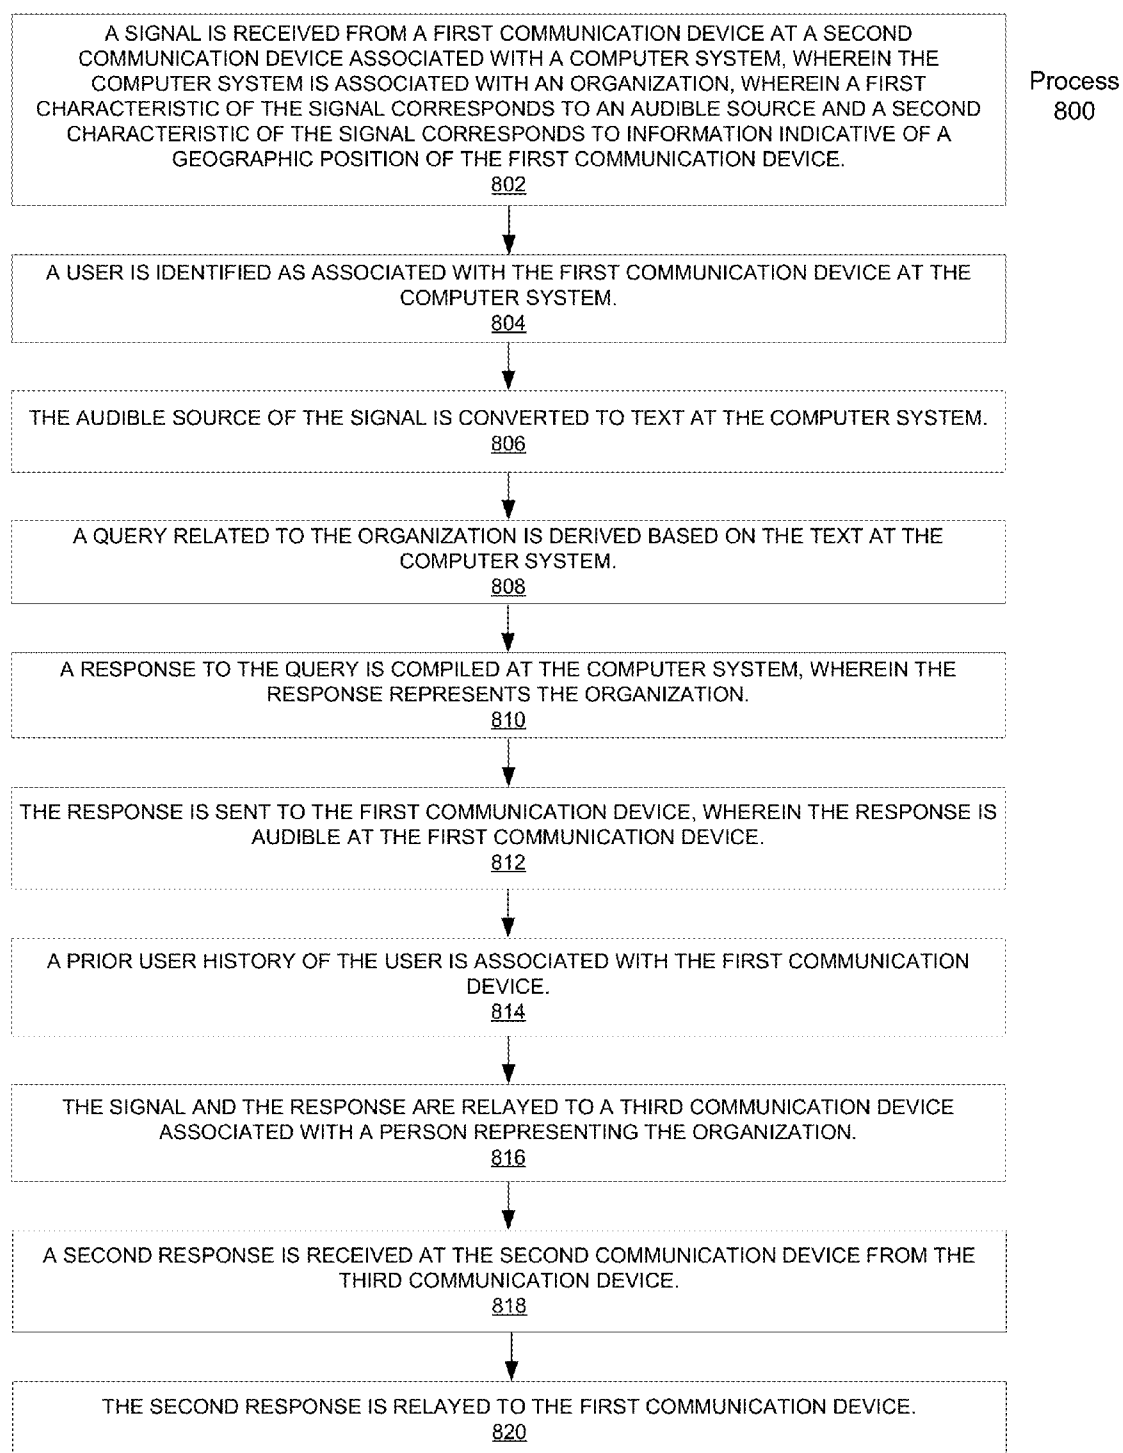 A SIGNAL IS RECEIVED FROM A FIRST COMMUNICATION DEVICE AT A SECOND
COMMUNICATION DEVICE ASSOCIATED WITH A COMPUTER SYSTEM, WHEREIN THE
COMPUTER SYSTEM IS ASSOCIATED WITH AN ORGANIZATION, WHEREIN A FIRST
CHARACTERISTIC OF THE SIGNAL CORRESPONDS TO AN AUDIBLE SOURCE AND A SECOND
CHARACTERISTIC OF THE SIGNAL CORRESPONDS TO INFORMATION INDICATIVE OF A
GEOGRAPHIC POSITION OF THE FIRST COMMUNICATION DEVICE.
802
Process
800
A USER IS IDENTIFIED AS ASSOCIATED WITH THE FIRST COMMUNICATION DEVICE AT THE
COMPUTER SYSTEM.
804
THE AUDIBLE SOURCE OF THE SIGNAL IS CONVERTED TO TEXT AT THE COMPUTER SYSTEM.
806
A QUERY RELATED TO THE ORGANIZATION IS DERIVED BASED ON THE TEXT AT THE
COMPUTER SYSTEM.
808
A RESPONSE TO THE QUERY IS COMPILED AT THE COMPUTER SYSTEM, WHEREIN THE
RESPONSE REPRESENTS THE ORGANIZATION.
810
THE RESPONSE IS SENT TO THE FIRST COMMUNICATION DEVICE, WHEREIN THE RESPONSE IS
AUDIBLE AT THE FIRST COMMUNICATION DEVICE.
812
A PRIOR USER HISTORY OF THE USER IS ASSOCIATED WITH THE FIRST COMMUNICATION
DEVICE.
814
THE SIGNAL AND THE RESPONSE ARE RELAYED TO A THIRD COMMUNICATION DEVICE
ASSOCIATED WITH A PERSON REPRESENTING THE ORGANIZATION.
816
A SECOND RESPONSE IS RECEIVED AT THE SECOND COMMUNICATION DEVICE FROM THE
THIRD COMMUNICATION DEVICE.
818
THE SECOND RESPONSE IS RELAYED TO THE FIRST COMMUNICATION DEVICE.
820